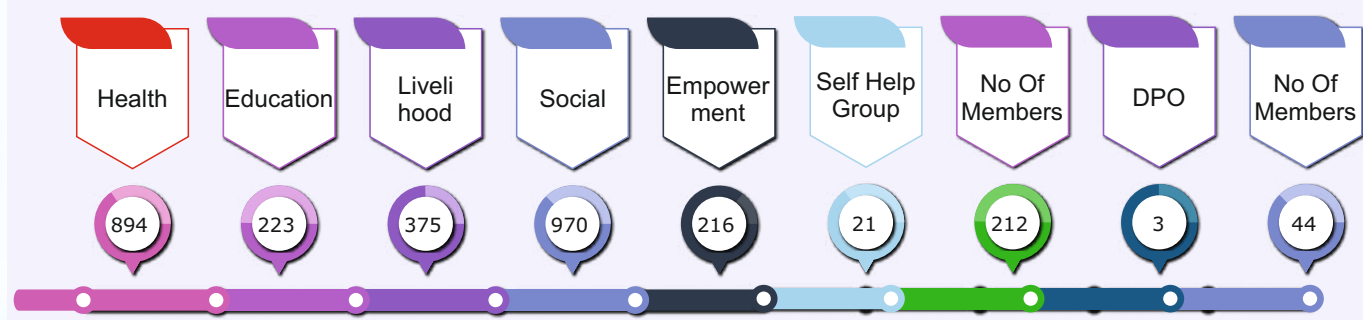 Health
Education
Liveli
hood
Social
Empower
ment
Self Help
Group
No Of
Members
DPO
No Of
Members
894
223
375
970
216
21
212
3
44